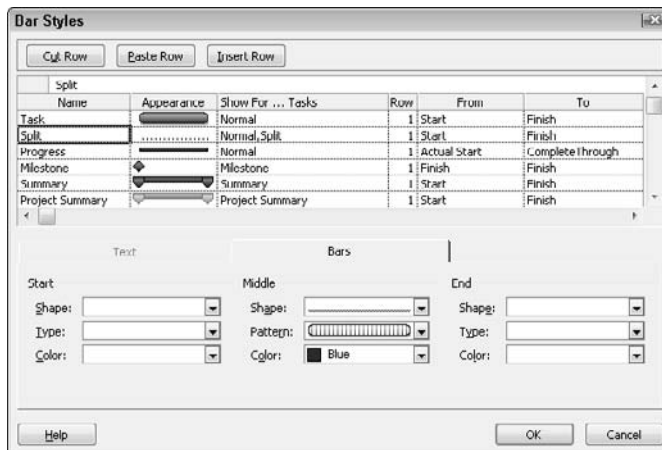 Bar Styles
Cut Row Paste Row Insert Row
Split
Name Appearance Show For ... Tasks Row From To
Task Normal 1 Start Finish
Split Normal,Split 1 Start Finish
Progress Normal 1 Actual Start CompleteThrough
Milestone Milestone 1 Finish Finish
Summary Summary 1 Start Finish
Project Summary Project Summary 1 Start Finish
Text Bars
Start Middle End
Shape: Shape: Shape:
Type: Pattern: Type:
Color: Color: Blue Color:
Help OK Cancel